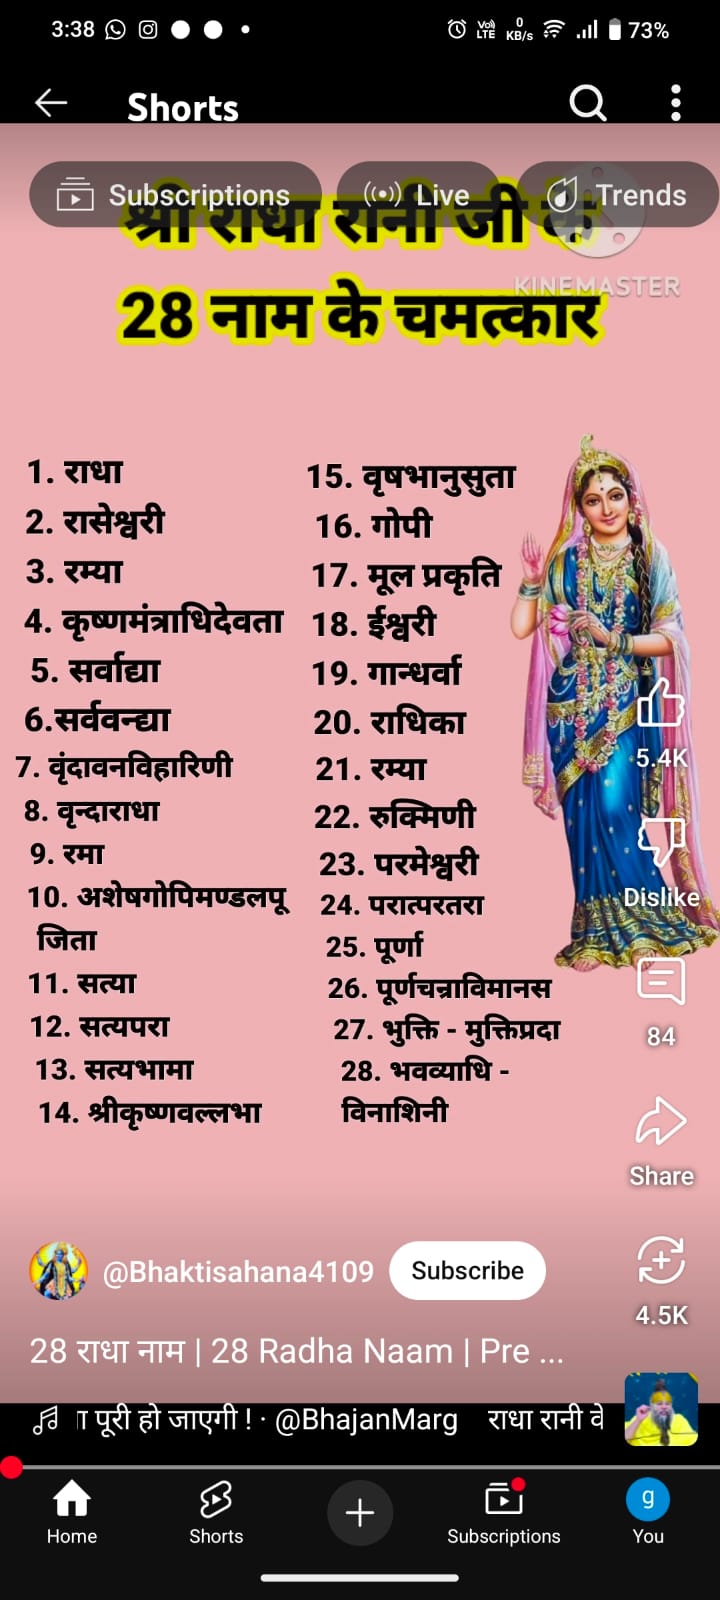 3:38
Vo) LTE
0 KB/s
73%
Shorts
Subscriptions
Live
Trends
श्री राधा रानी जी के
KINEMASTER
28 नाम के चमत्कार
1. राधा
2. रासेश्वरी
3. रम्या
4. कृष्णमंत्राधिदेवता
5. सर्वाद्या
6.सर्ववन्द्या
7. वृंदावनविहारिणी
8. वृन्दाराधा
9. रमा
10. अशेषगोपिमण्डलपू
जिता
11. सत्या
12. सत्यपरा
13. सत्यभामा
14. श्रीकृष्णवल्लभा
15. वृषभानुसुता
16. गोपी
17. मूल प्रकृति
18. ईश्वरी
19. गान्धर्वा
20. राधिका
21. रम्या
22. रुक्मिणी
23. परमेश्वरी
24. परात्परतरा
25. पूर्णा
26. पूर्णचन्राविमानस
27. भुक्ति - मुक्तिप्रदा
28. भवव्याधि -
विनाशिनी
5.4K
Dislike
84
Share
4.5K
@Bhaktisahana4109
Subscribe
28 राधा नाम | 28 Radha Naam | Pre ...
ा पूरी हो जाएगी ! · @BhajanMarg राधा रानी के
Home
Shorts
Subscriptions
g
You